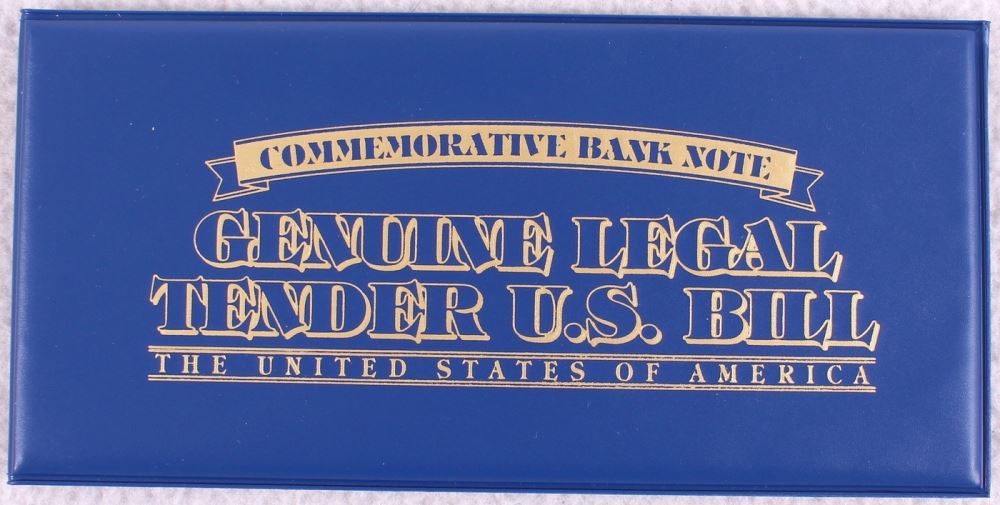 COMMEMORATIVE BANK NOTE
GENUINE LEGAL
TENDER U.S. BILL
THE UNITED STATES OF AMERICA